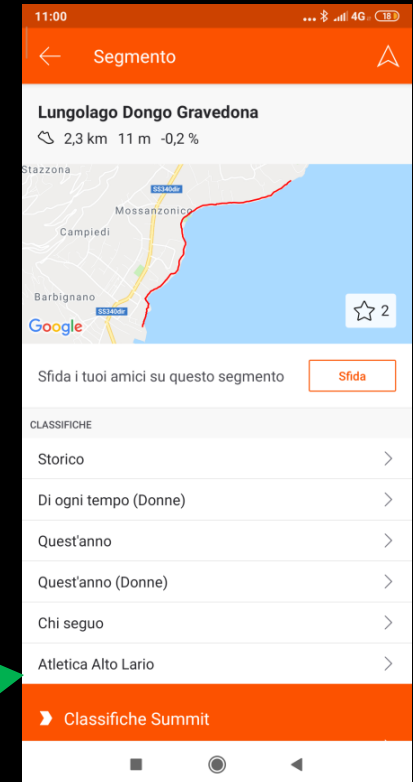 11:00 4G 18
Segmento
Lungolago Dongo Gravedona
2,3 km 11 m -0,2 %
Stazzona
SS340dir
Mossanzonico
Campiedi
Barbignano
SS340dir
Google
2
Sfida i tuoi amici su questo segmento Sfida
CLASSIFICHE
Storico
Di ogni tempo (Donne)
Quest'anno
Quest'anno (Donne)
Chi seguo
Atletica Alto Lario
Classifiche Summit